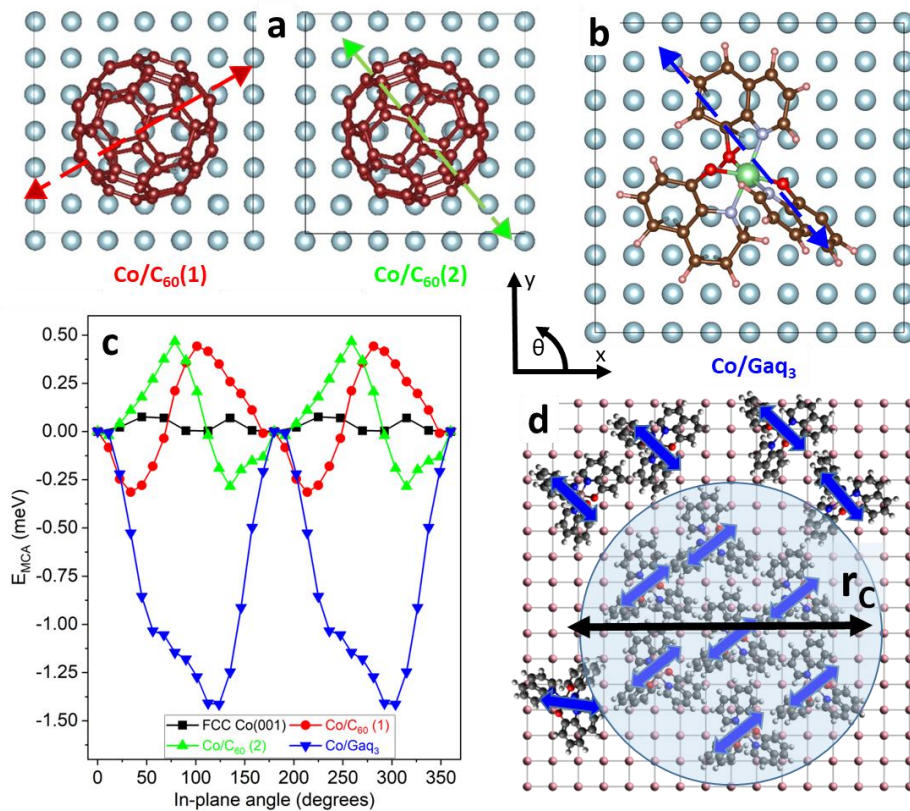 a
b
Co/C₆₀(1)
Co/C₆₀(2)
y
θ
x
Co/Gaq₃
c
0.50
0.25
0.00
-0.25
-0.50
-0.75
-1.00
-1.25
-1.50
E_MCA (meV)
FCC Co(001)
Co/C₆₀ (1)
Co/C₆₀ (2)
Co/Gaq₃
0 50 100 150 200 250 300 350
In-plane angle (degrees)
d
r_C